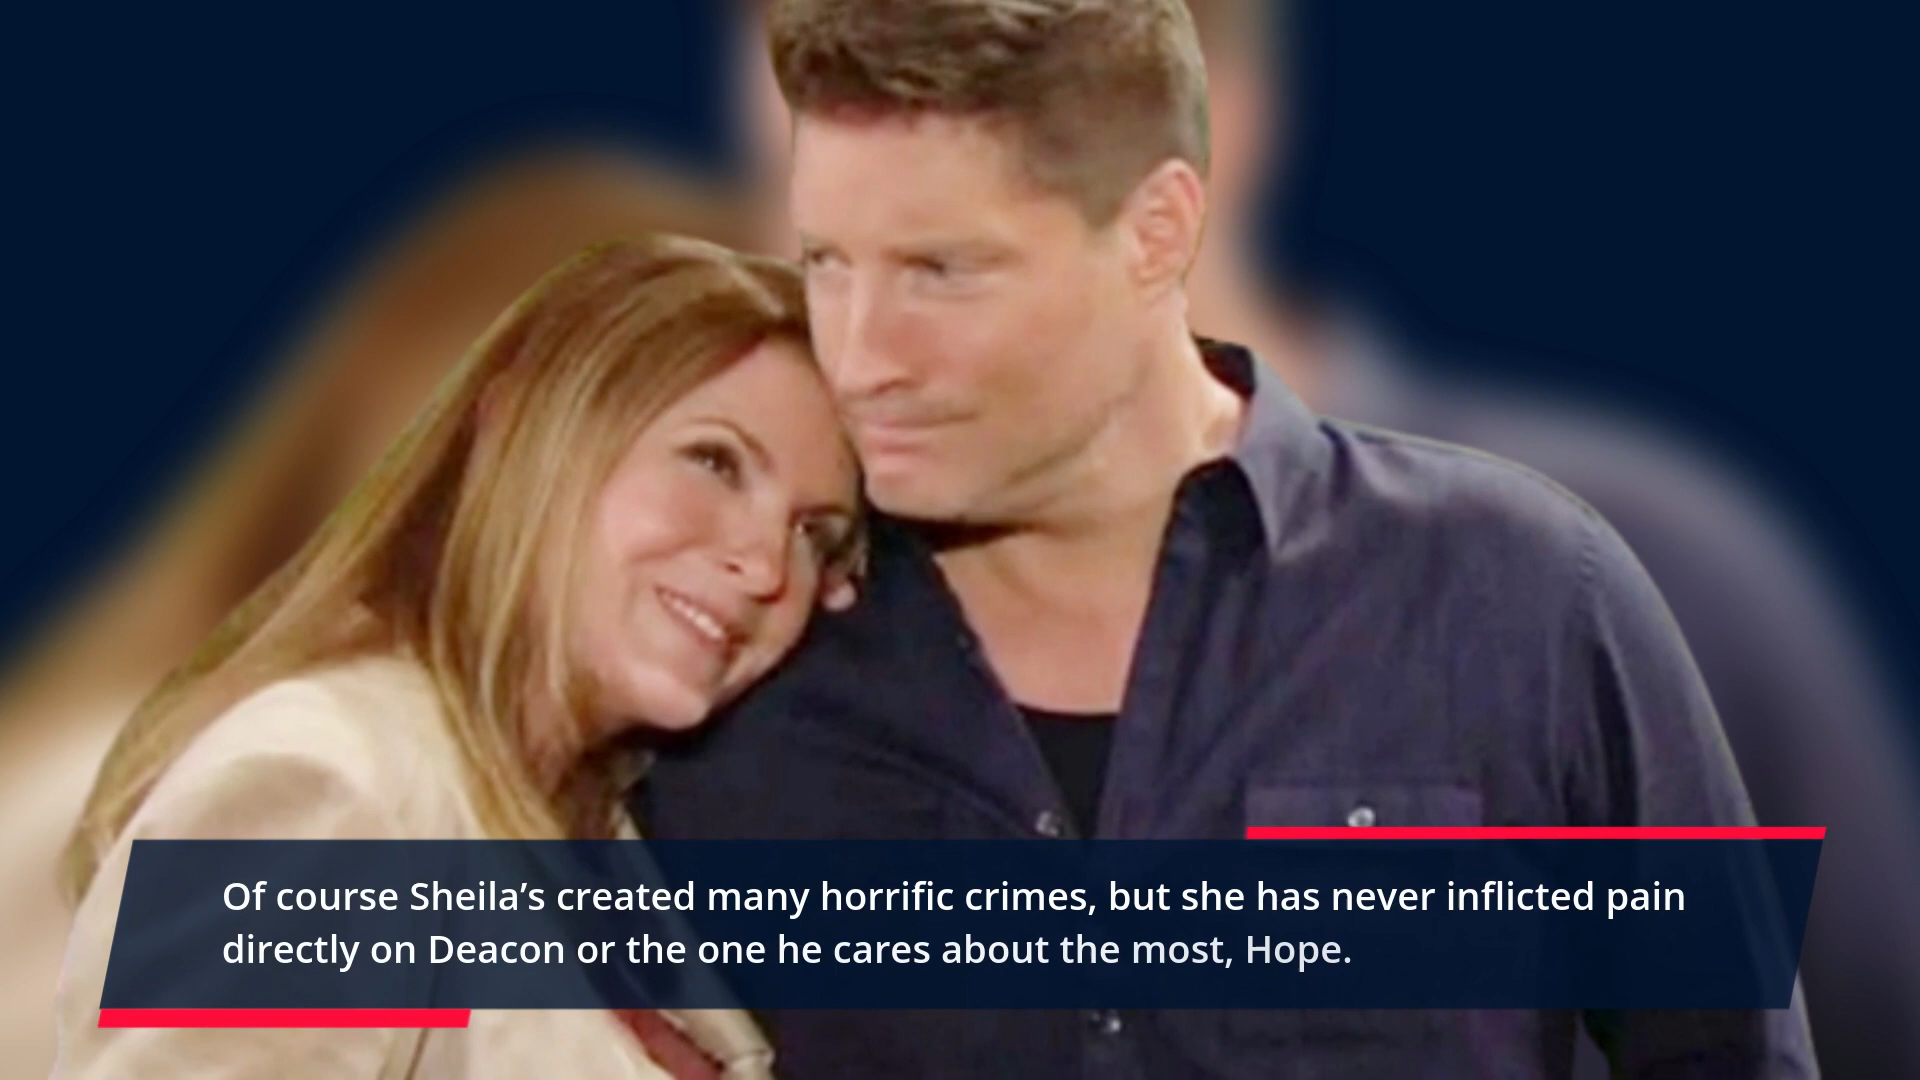 Of course Sheila’s created many horrific crimes, but she has never inflicted pain
directly on Deacon or the one he cares about the most, Hope.